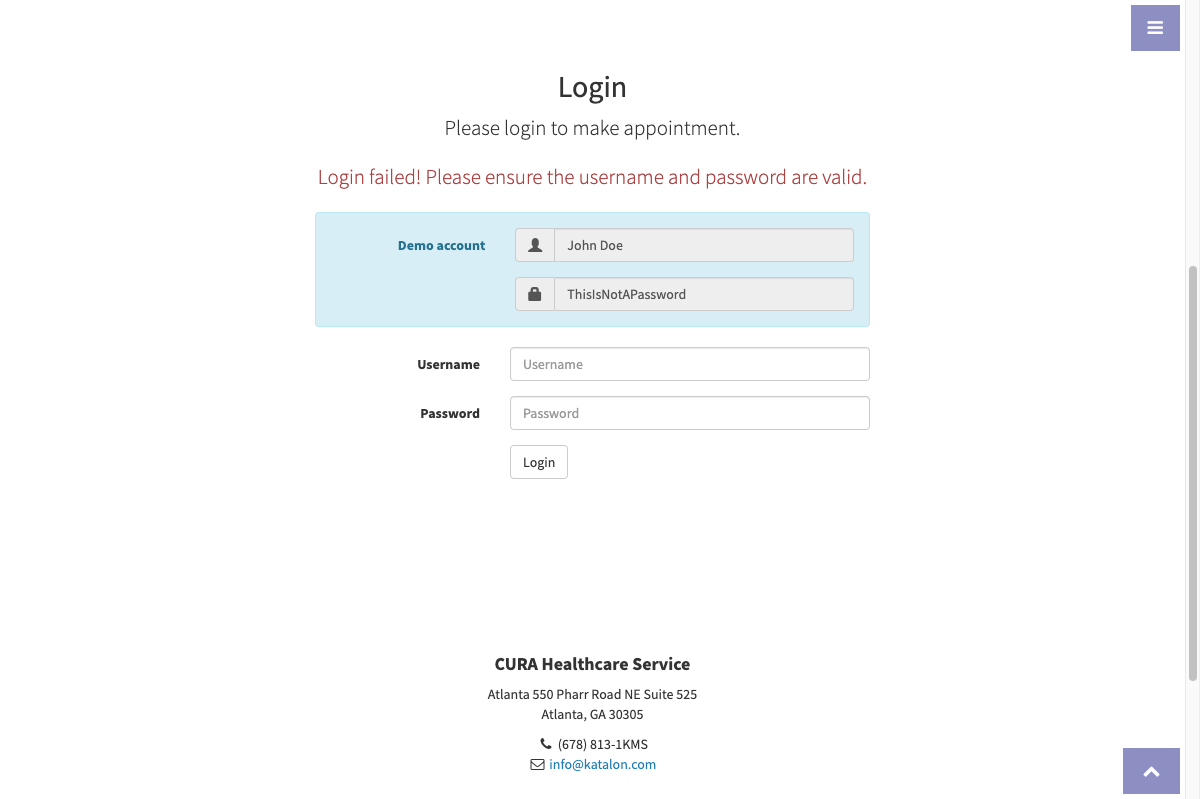 Login
Please login to make appointment.
Login failed! Please ensure the username and password are valid.
Demo account
John Doe
ThisIsNotAPassword
Username
Username
Password
Password
Login
CURA Healthcare Service
Atlanta 550 Pharr Road NE Suite 525
Atlanta, GA 30305
(678) 813-1KMS
info@katalon.com